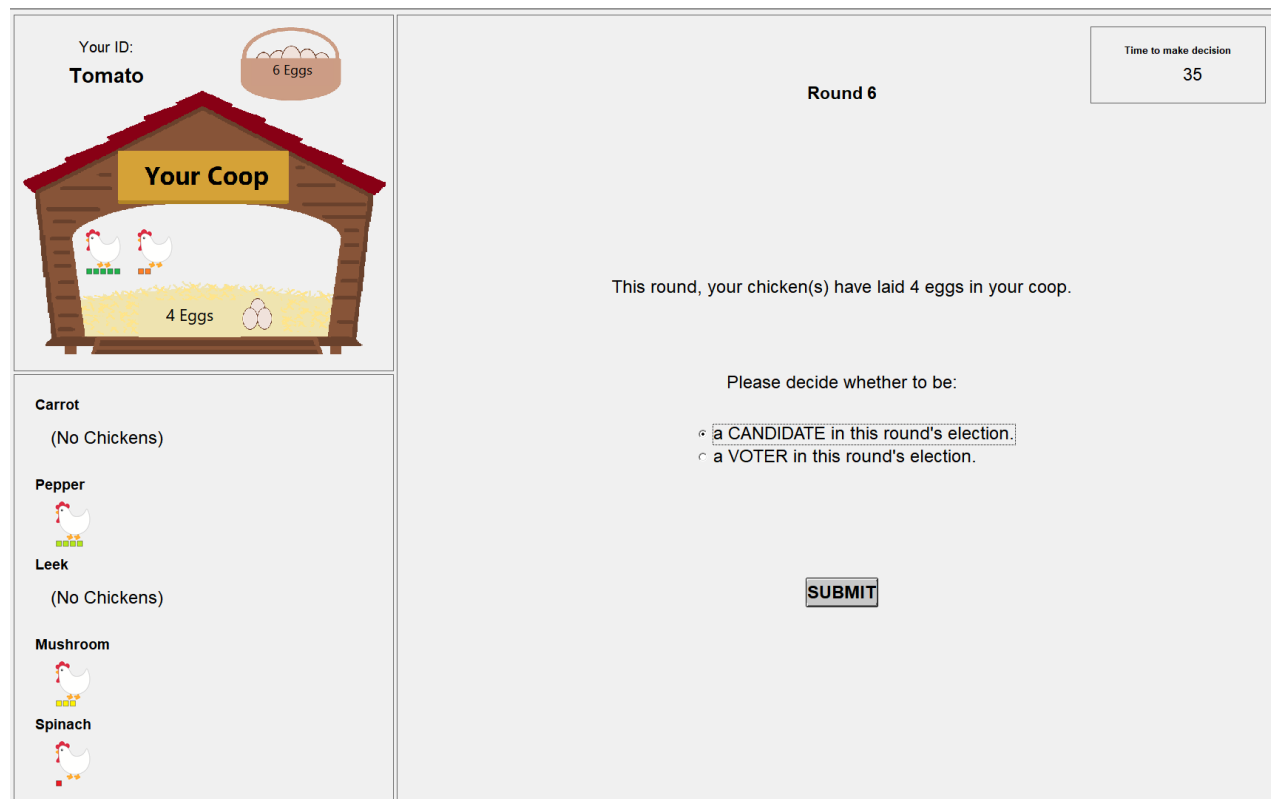 Your ID:
Tomato
6 Eggs
Your Coop
4 Eggs
Carrot
(No Chickens)
Pepper
Leek
(No Chickens)
Mushroom
Spinach
Time to make decision
35
Round 6
This round, your chicken(s) have laid 4 eggs in your coop.
Please decide whether to be:
a CANDIDATE in this round's election.
a VOTER in this round's election.
SUBMIT